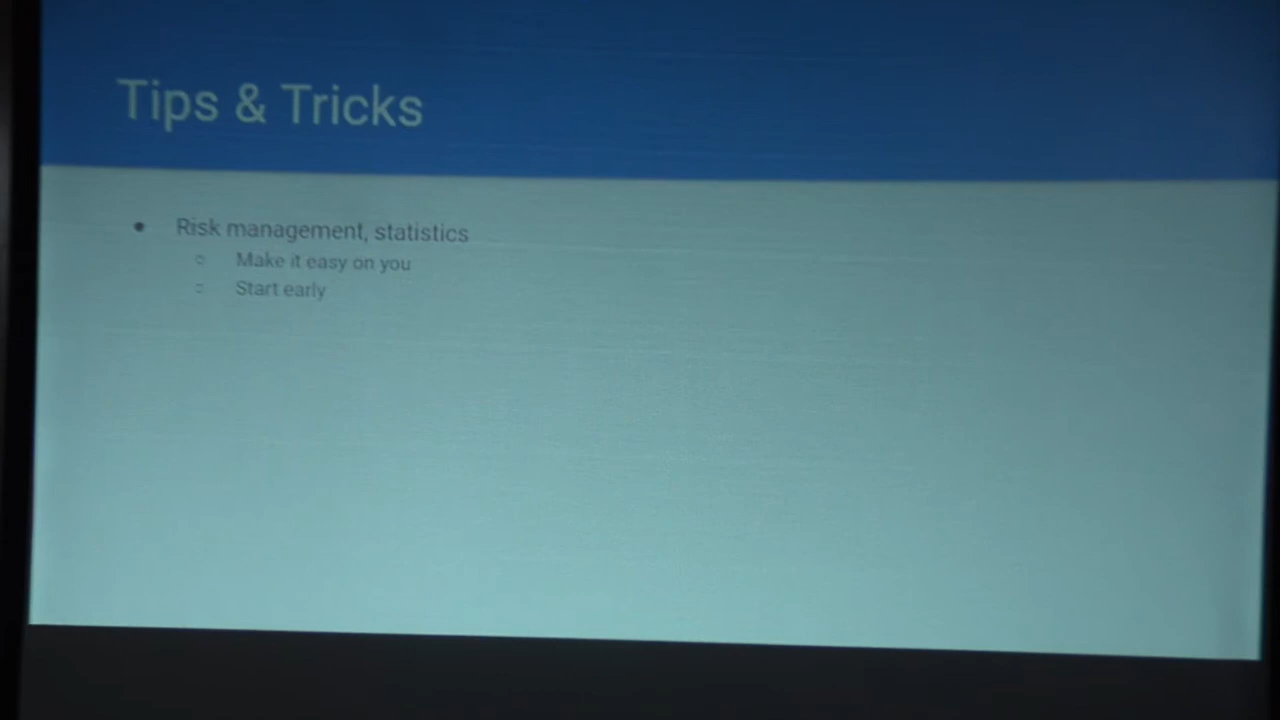 Tips & Tricks
Risk management, statistics
Make it easy on you
Start early